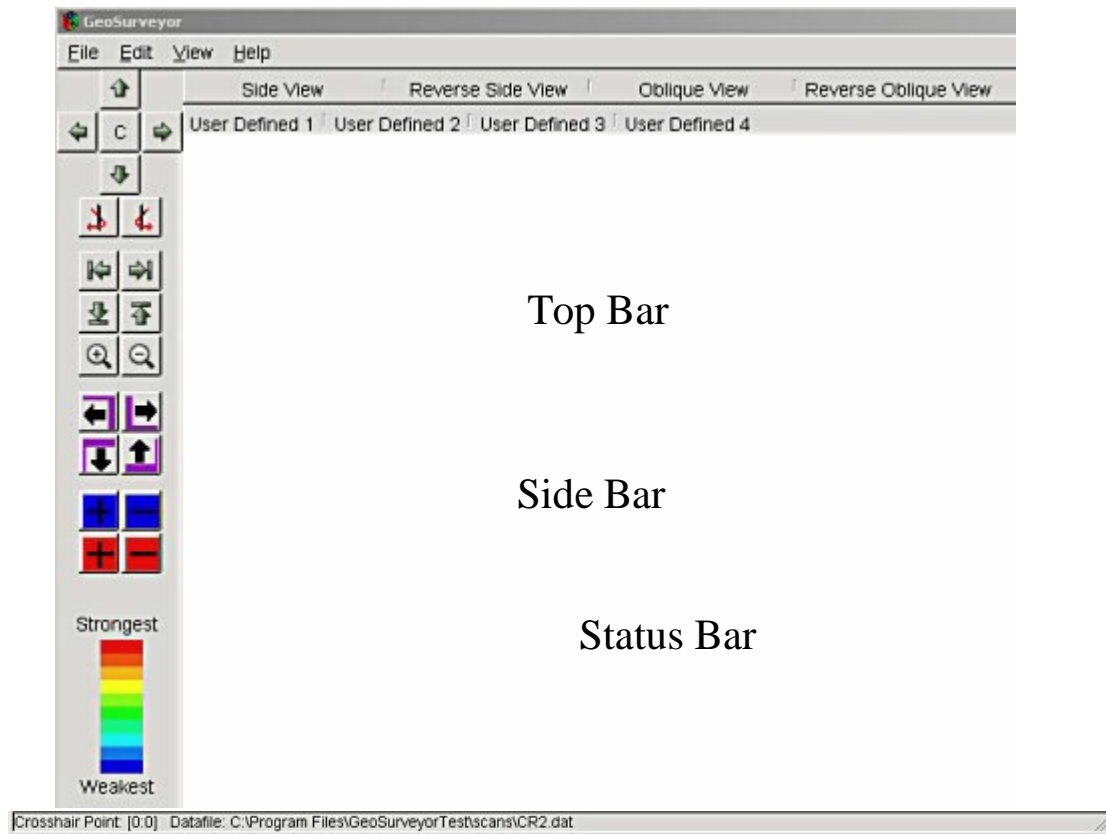 GeoSurveyor
File Edit View Help
Side View Reverse Side View Oblique View Reverse Oblique View
C
User Defined 1 User Defined 2 User Defined 3 User Defined 4
Top Bar
Side Bar
Strongest
Status Bar
Weakest
Crosshair Point: [0:0] Datafile: C:\Program Files\GeoSurveyorTest\scans\CR2.dat